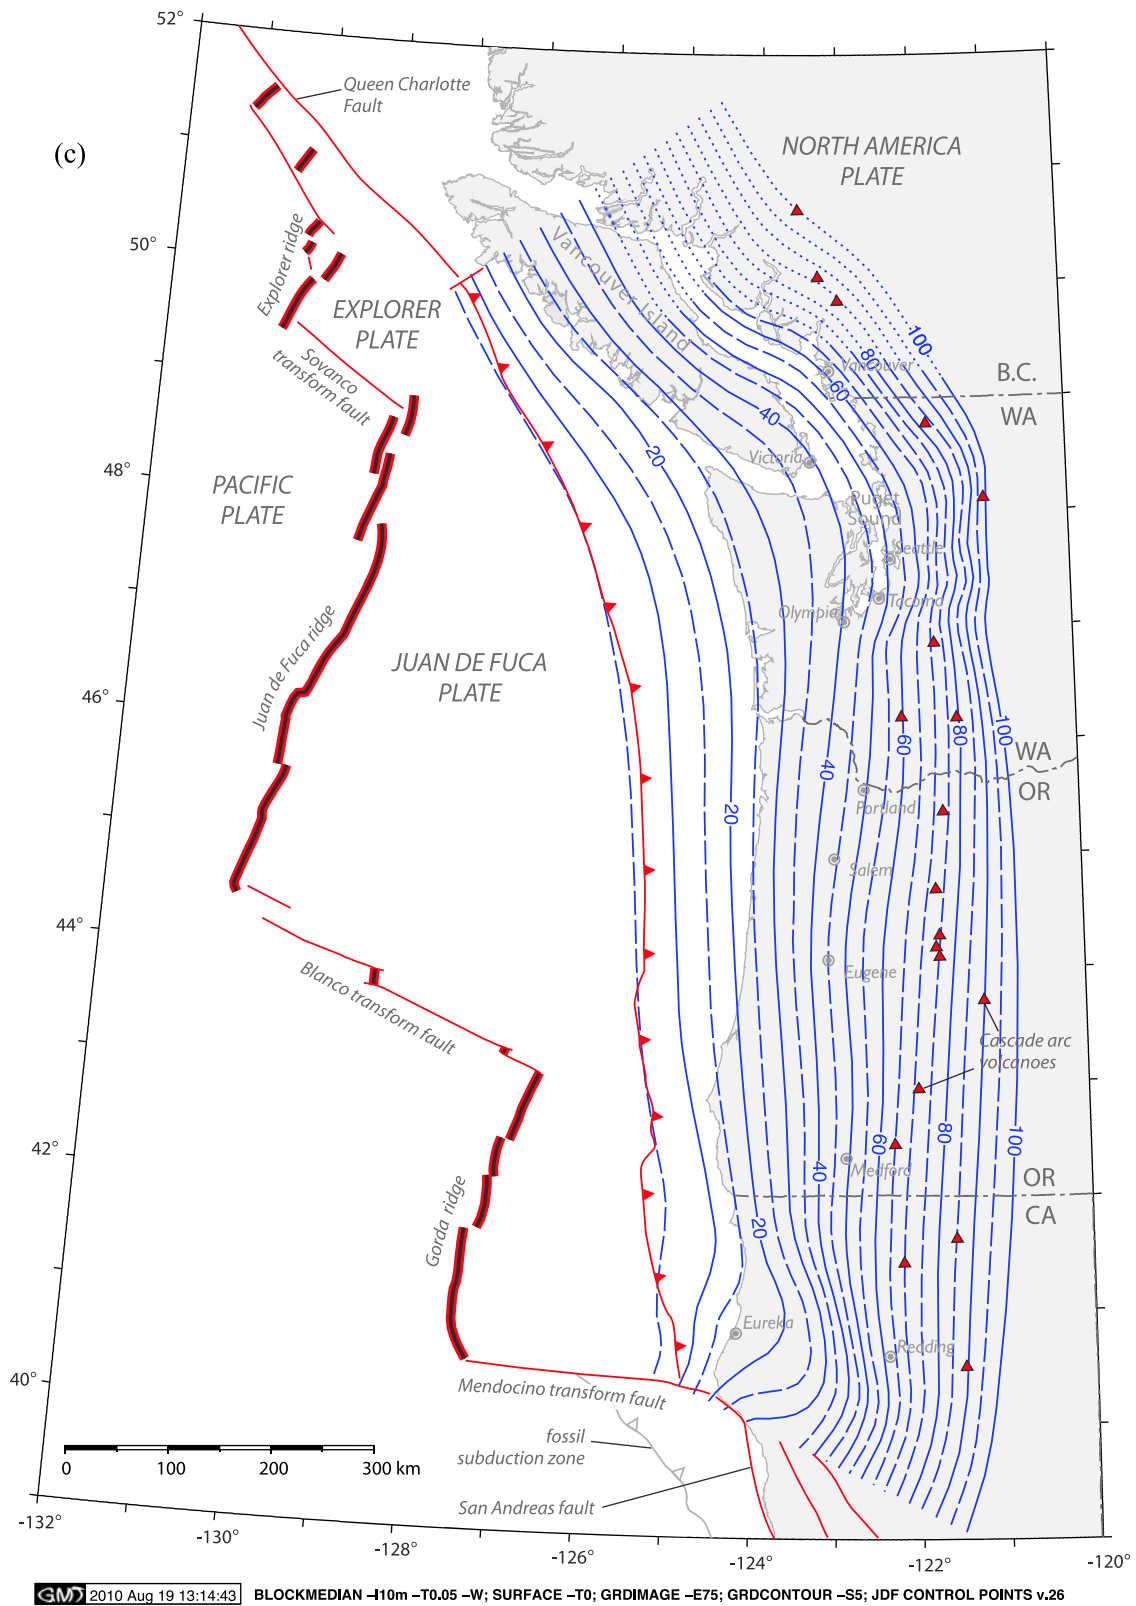 52°
Queen Charlotte
Fault
(c)
NORTH AMERICA
PLATE
50°
Explorer ridge
EXPLORER
PLATE
Vancouver Island
100
80
60
Vancouver
B.C.
WA
Sovanco
transform fault
40
20
Victoria
48°
PACIFIC
PLATE
Puget
Sound
Seattle
Tacoma
Olympia
Juan de Fuca ridge
JUAN DE FUCA
PLATE
46°
60
80
100
WA
OR
40
20
Portland
Salem
44°
Blanco transform fault
Eugene
Cascade arc
volcanoes
42°
60
80
100
40
Medford
OR
CA
20
Gorda ridge
Eureka
Redding
40°
Mendocino transform fault
fossil
subduction zone
San Andreas fault
0 100 200 300 km
-132° -130° -128° -126° -124° -122° -120°
GMT 2010 Aug 19 13:14:43 BLOCKMEDIAN –I10m –T0.05 –W; SURFACE –T0; GRDIMAGE –E75; GRDCONTOUR –S5; JDF CONTROL POINTS v.26